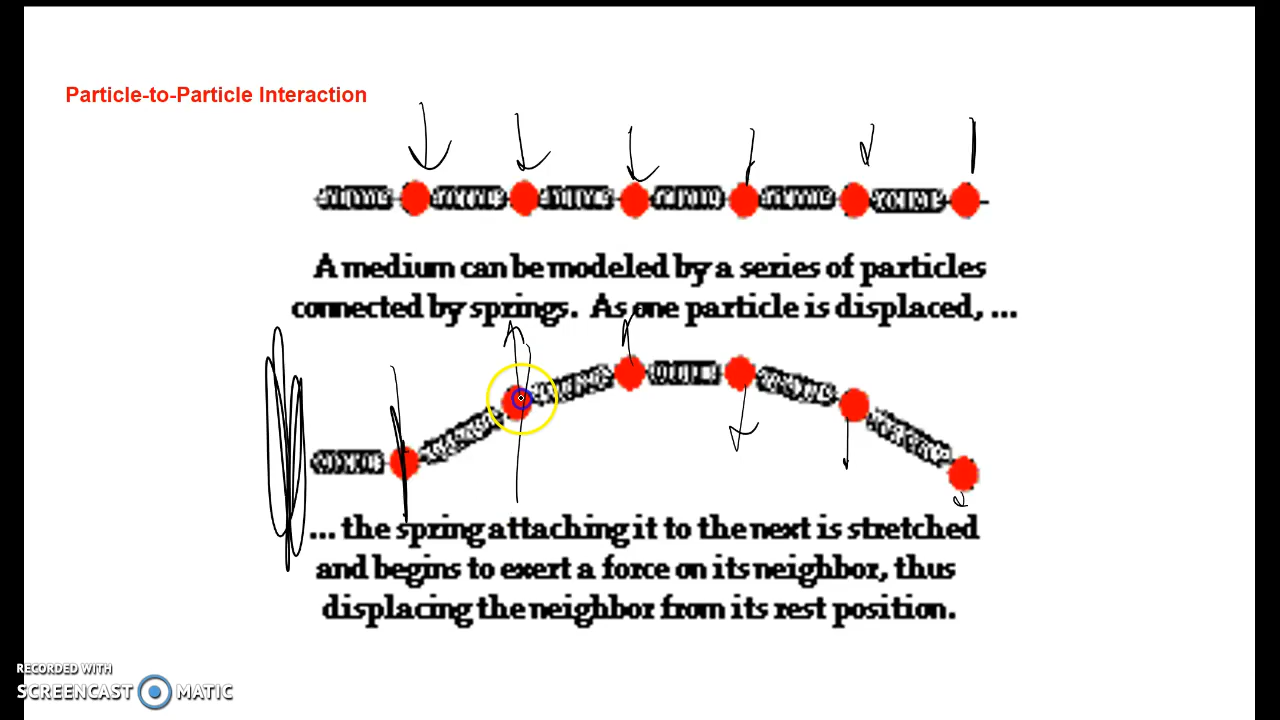 Particle-to-Particle Interaction
A medium can be modeled by a series of particles
connected by springs. As one particle is displaced, ...
... the spring attaching it to the next is stretched
and begins to exert a force on its neighbor, thus
displacing the neighbor from its rest position.
RECORDED WITH
SCREENCAST MATIC